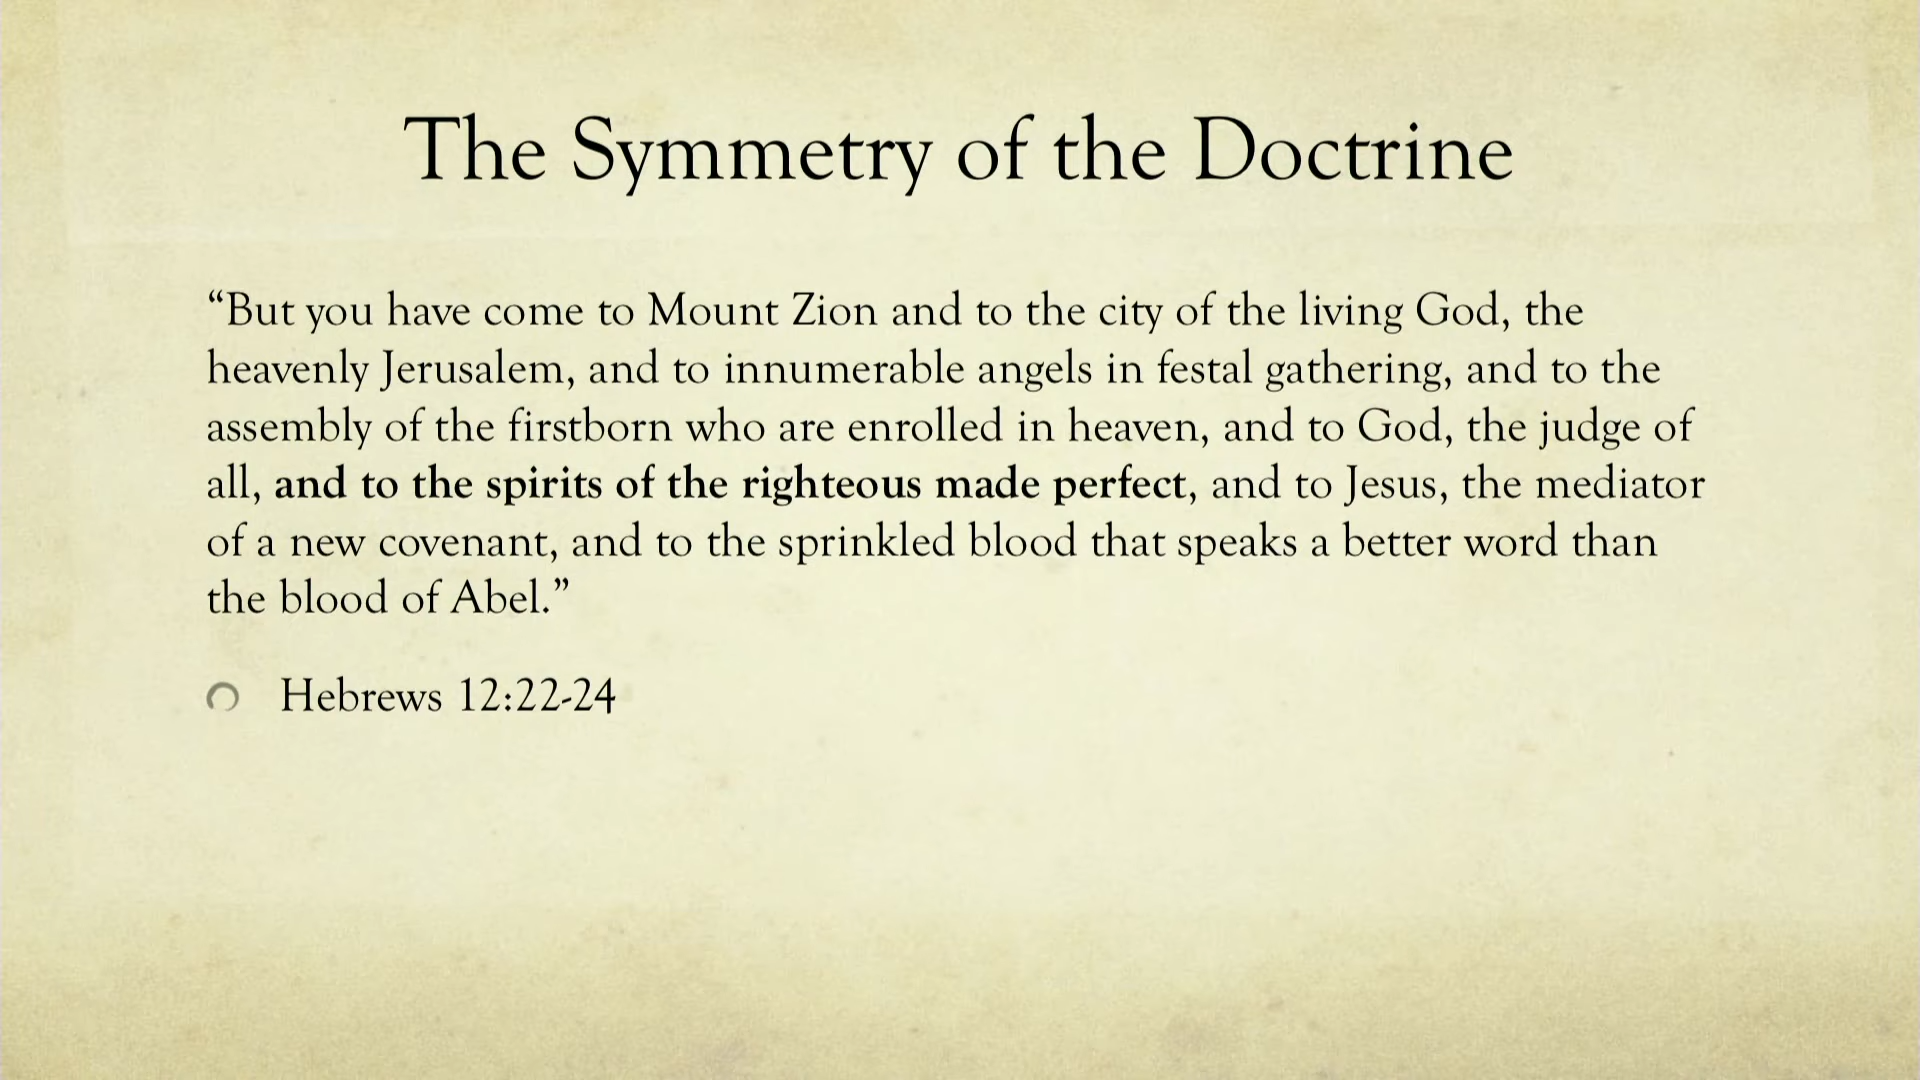 The Symmetry of the Doctrine
“But you have come to Mount Zion and to the city of the living God, the
heavenly Jerusalem, and to innumerable angels in festal gathering, and to the
assembly of the firstborn who are enrolled in heaven, and to God, the judge of
all, and to the spirits of the righteous made perfect, and to Jesus, the mediator
of a new covenant, and to the sprinkled blood that speaks a better word than
the blood of Abel.”
Hebrews 12:22-24